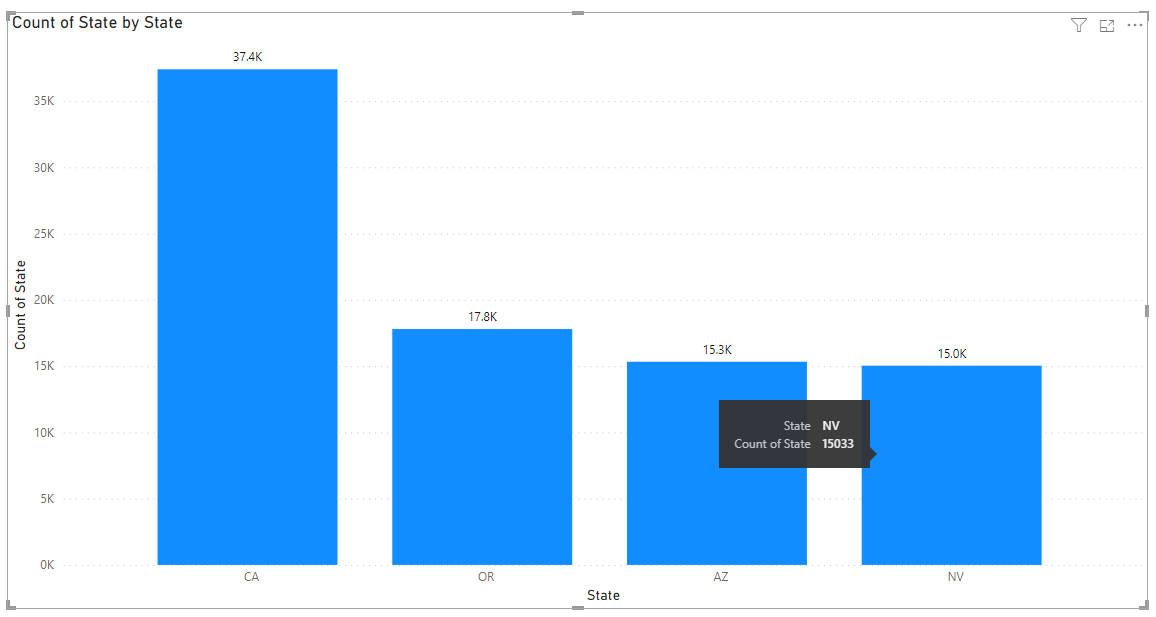 Count of State by State
37.4K
35K
30K
25K
20K
17.8K
15.3K
15.0K
15K
10K
5K
0K
Count of State
State NV
Count of State 15033
CA OR AZ NV
State